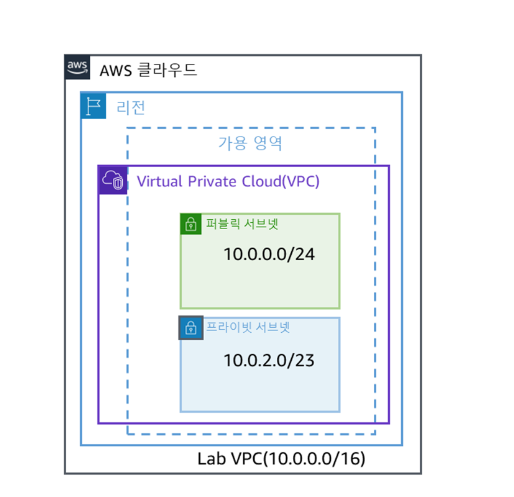 aws
AWS 클라우드
리전
가용 영역
Virtual Private Cloud(VPC)
퍼블릭 서브넷
10.0.0.0/24
프라이빗 서브넷
10.0.2.0/23
Lab VPC(10.0.0.0/16)